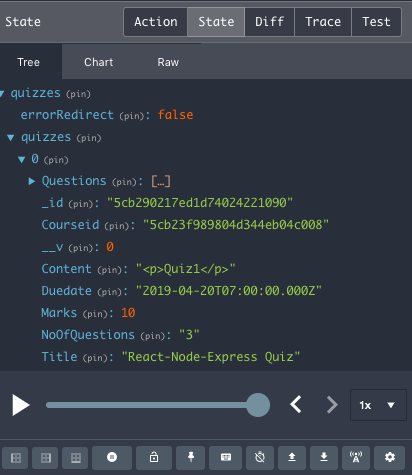 State Action State Diff Trace Test
Tree Chart Raw
quizzes (pin)
errorRedirect (pin): false
quizzes (pin)
0 (pin)
Questions (pin): […]
_id (pin): "5cb290217ed1d74024221090"
Courseid (pin): "5cb23f989804d344eb04c008"
__v (pin): 0
Content (pin): "<p>Quiz1</p>"
Duedate (pin): "2019-04-20T07:00:00.000Z"
Marks (pin): 10
NoOfQuestions (pin): "3"
Title (pin): "React-Node-Express Quiz"
1x